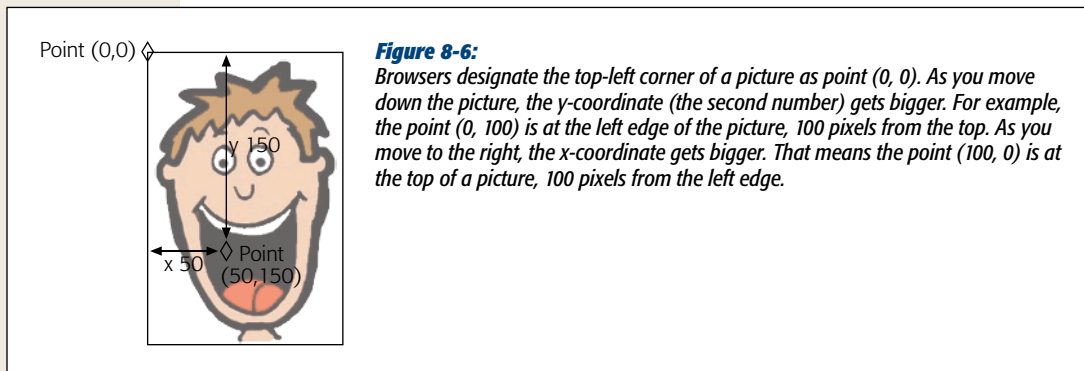 Point (0,0)
y 150
x 50
Point
(50,150)
Figure 8-6:
Browsers designate the top-left corner of a picture as point (0, 0). As you move
down the picture, the y-coordinate (the second number) gets bigger. For example,
the point (0, 100) is at the left edge of the picture, 100 pixels from the top. As you
move to the right, the x-coordinate gets bigger. That means the point (100, 0) is at
the top of a picture, 100 pixels from the left edge.